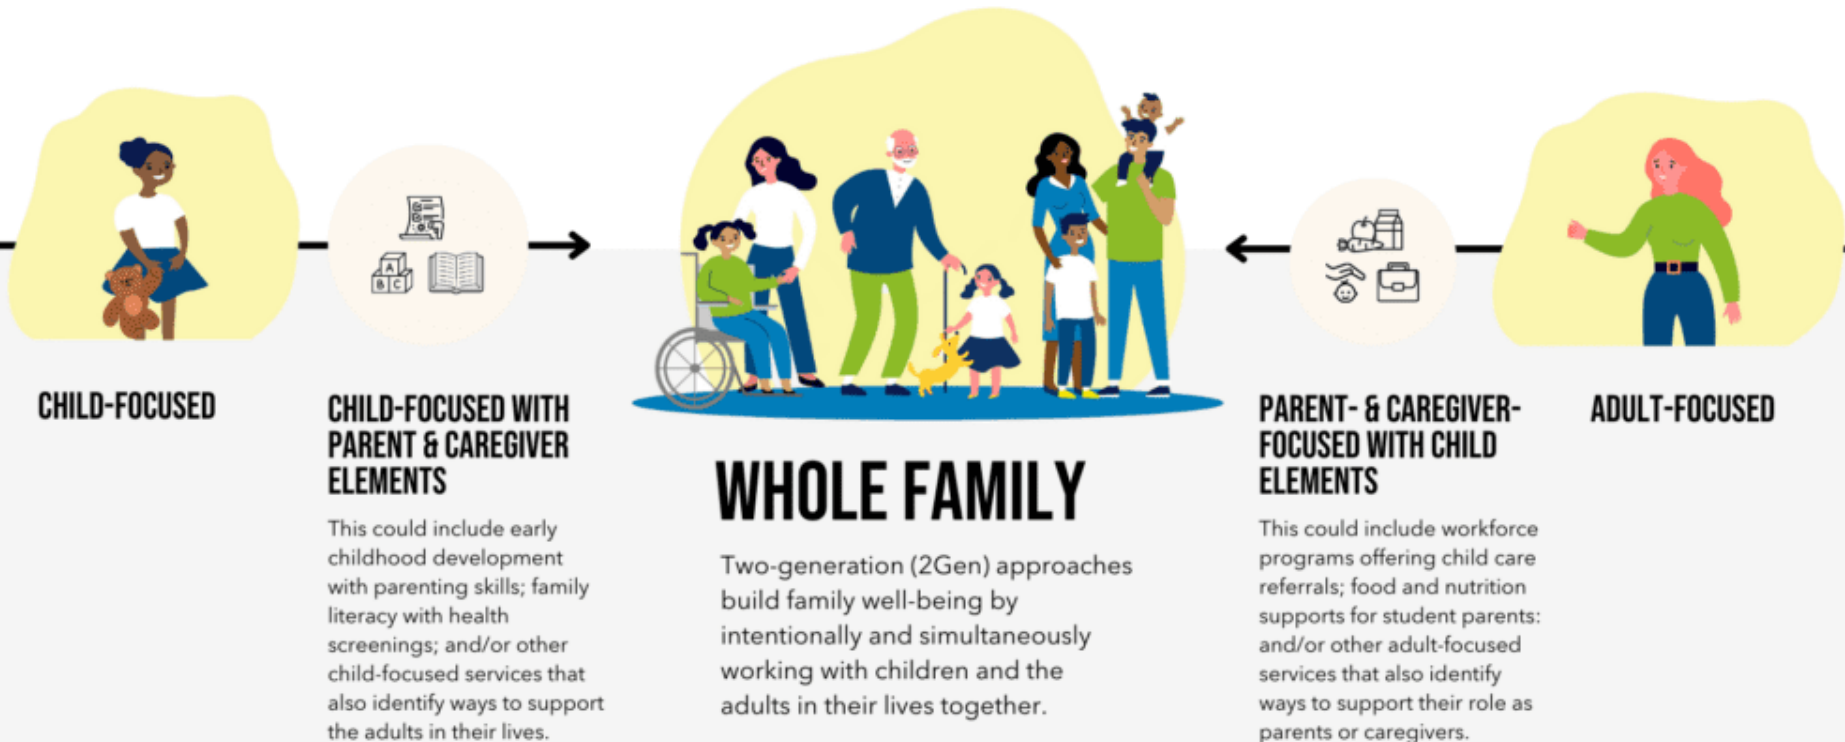 CHILD-FOCUSED
CHILD-FOCUSED WITH
PARENT & CAREGIVER
ELEMENTS
This could include early
childhood development
with parenting skills; family
literacy with health
screenings; and/or other
child-focused services that
also identify ways to support
the adults in their lives.
A
B C
WHOLE FAMILY
Two-generation (2Gen) approaches
build family well-being by
intentionally and simultaneously
working with children and the
adults in their lives together.
PARENT- & CAREGIVER-
FOCUSED WITH CHILD
ELEMENTS
This could include workforce
programs offering child care
referrals; food and nutrition
supports for student parents:
and/or other adult-focused
services that also identify
ways to support their role as
parents or caregivers.
ADULT-FOCUSED